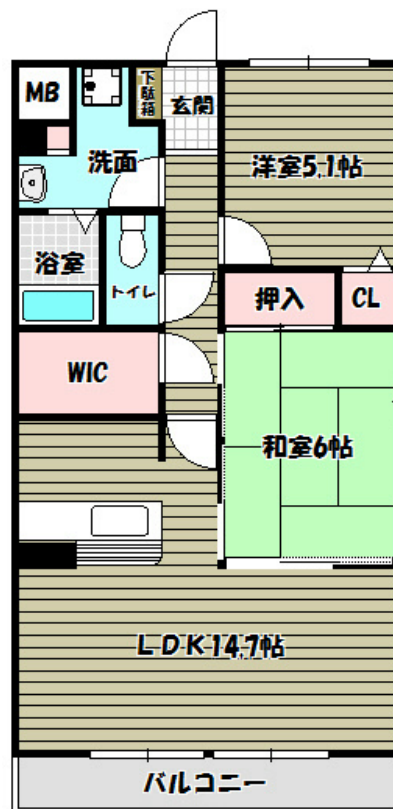 MB
下駄箱
玄関
洗面
洋室5.1帖
浴室
トイレ
押入
CL
WIC
和室6帖
LDK14.7帖
バルコニー